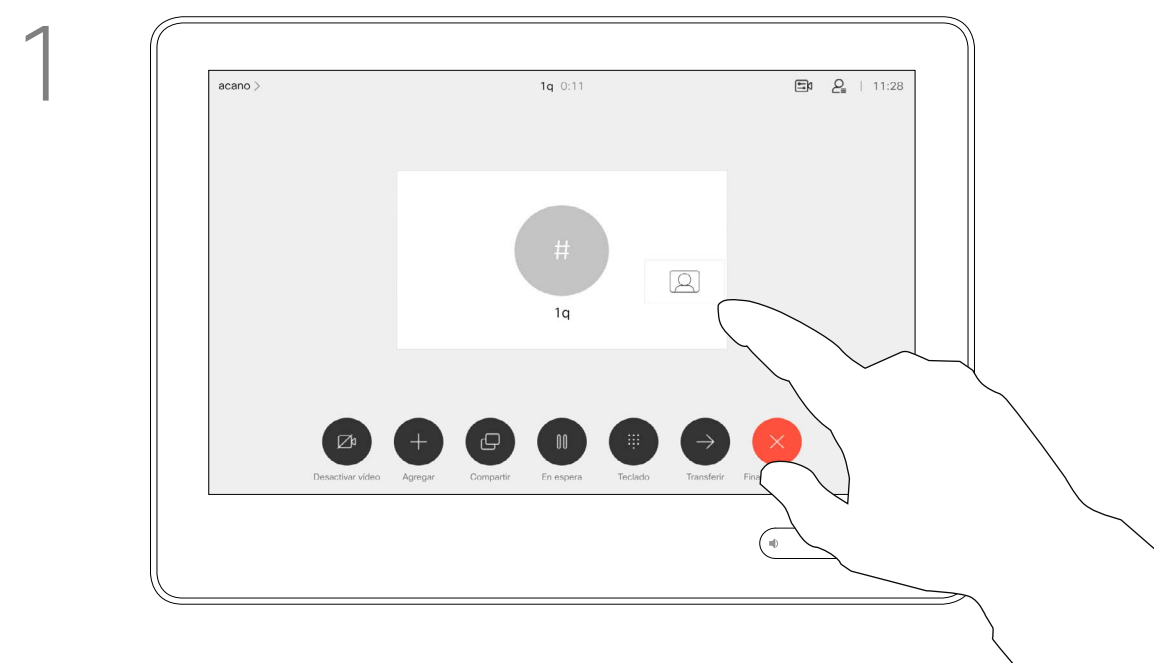 1
acano >
1q 0:11
11:28
#
1q
Desactivar vídeo Agregar Compartir En espera Teclado Transferir